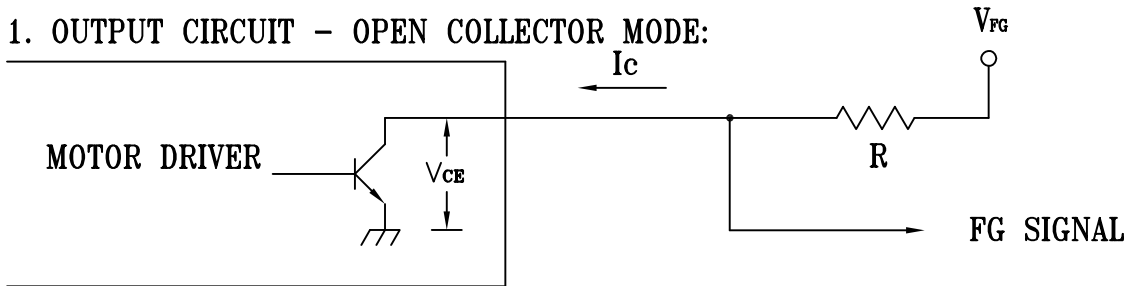 1. OUTPUT CIRCUIT - OPEN COLLECTOR MODE:
VFG
Ic
MOTOR DRIVER
VCE
R
FG SIGNAL